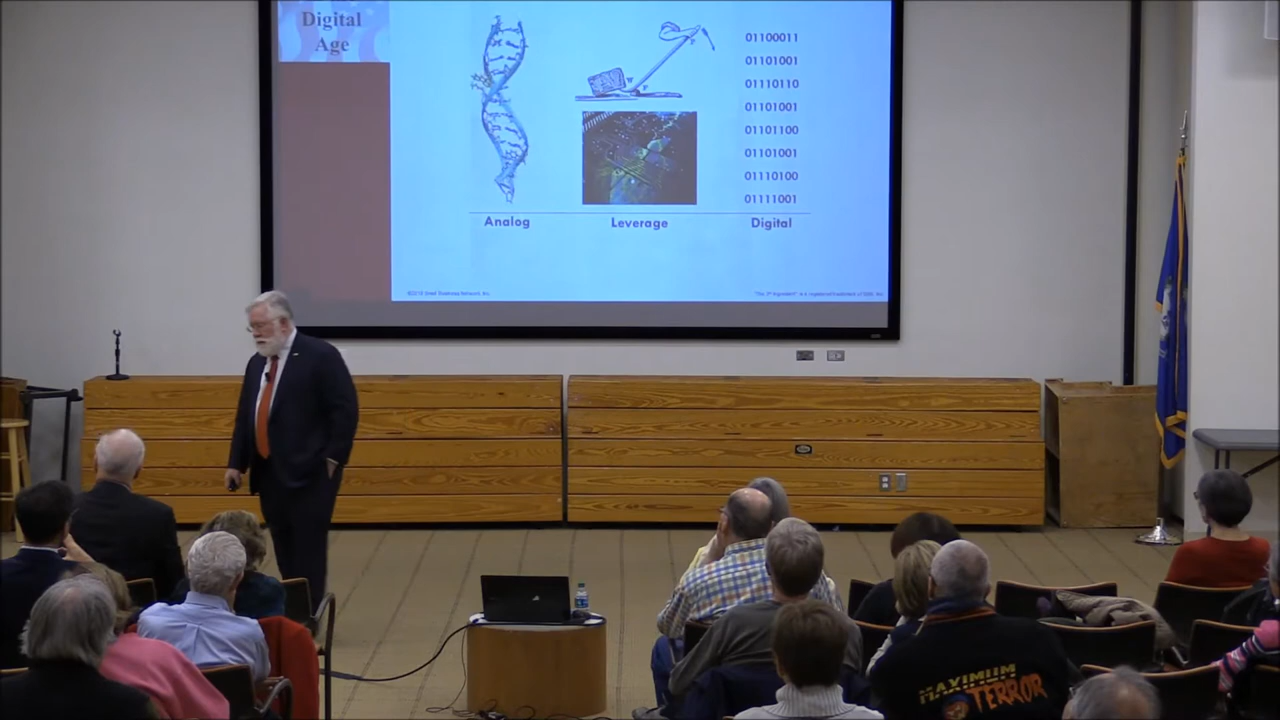 Digital
Age
01100011
01101001
01110110
01101001
01101100
01101001
01110100
01111001
W
F
P
Analog
Leverage
Digital
MAXIMUM
TERROR